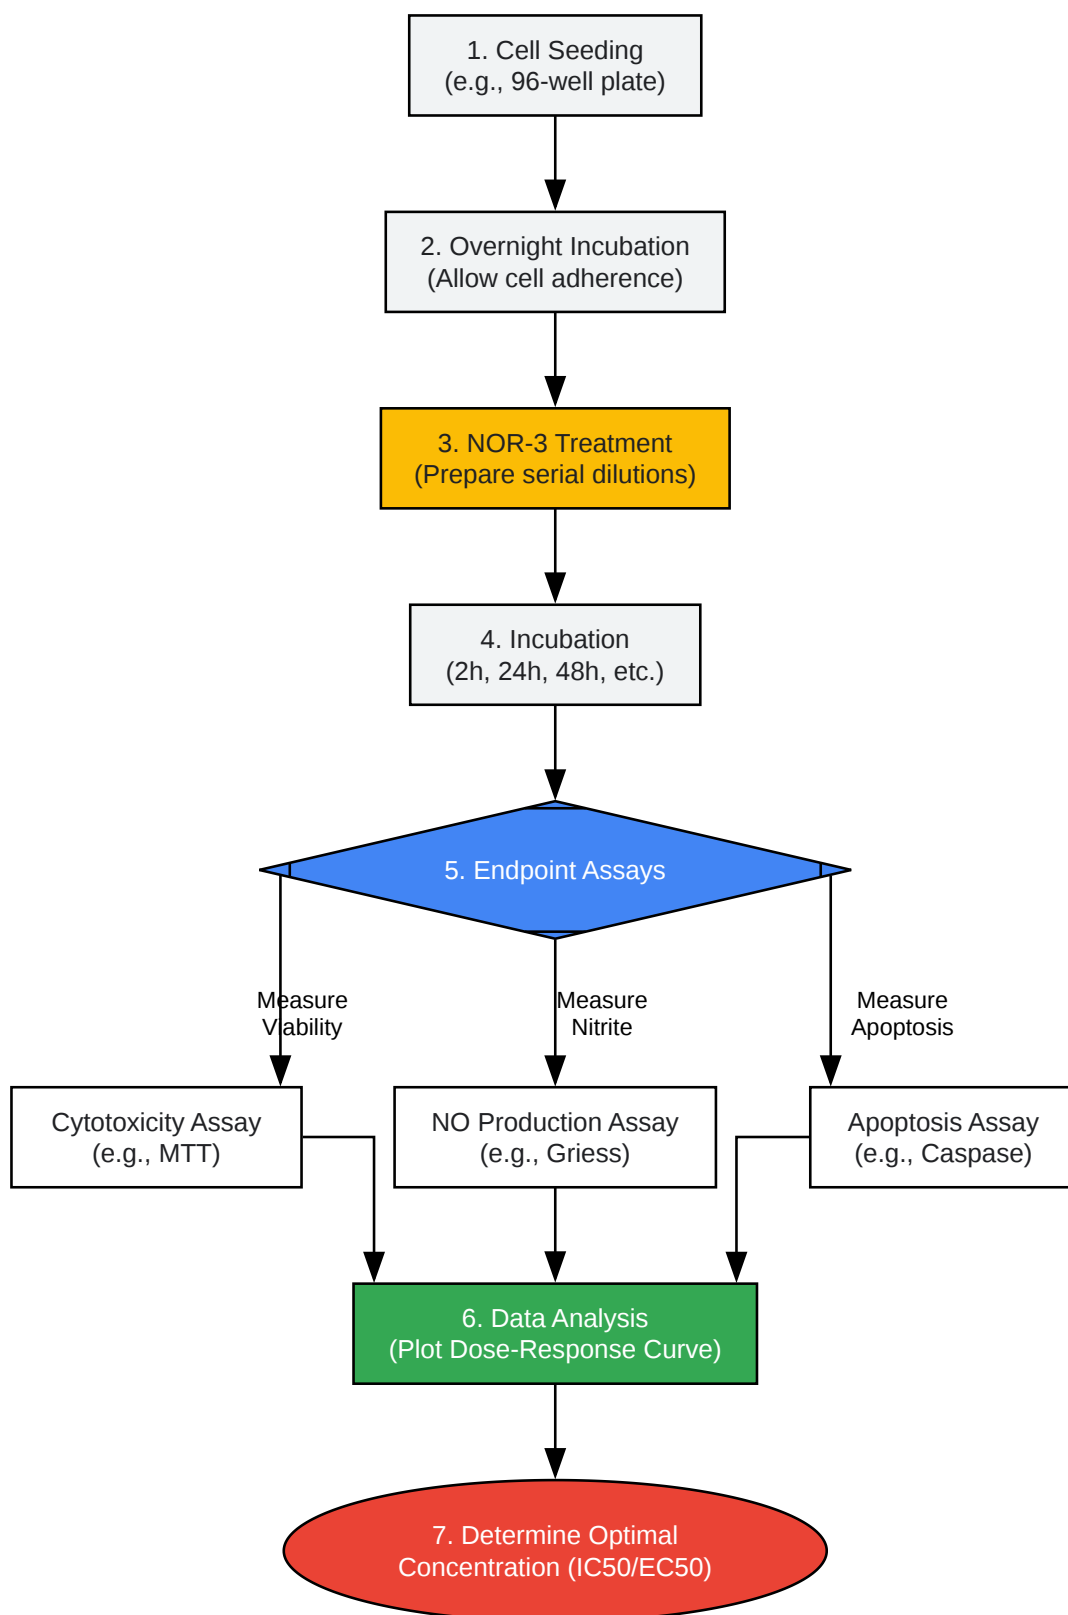 1. Cell Seeding
(e.g., 96-well plate)
2. Overnight Incubation
(Allow cell adherence)
3. NOR-3 Treatment
(Prepare serial dilutions)
4. Incubation
(2h, 24h, 48h, etc.)
5. Endpoint Assays
Measure
Viability
Measure
Nitrite
Measure
Apoptosis
Cytotoxicity Assay
(e.g., MTT)
NO Production Assay
(e.g., Griess)
Apoptosis Assay
(e.g., Caspase)
6. Data Analysis
(Plot Dose-Response Curve)
7. Determine Optimal
Concentration (IC50/EC50)